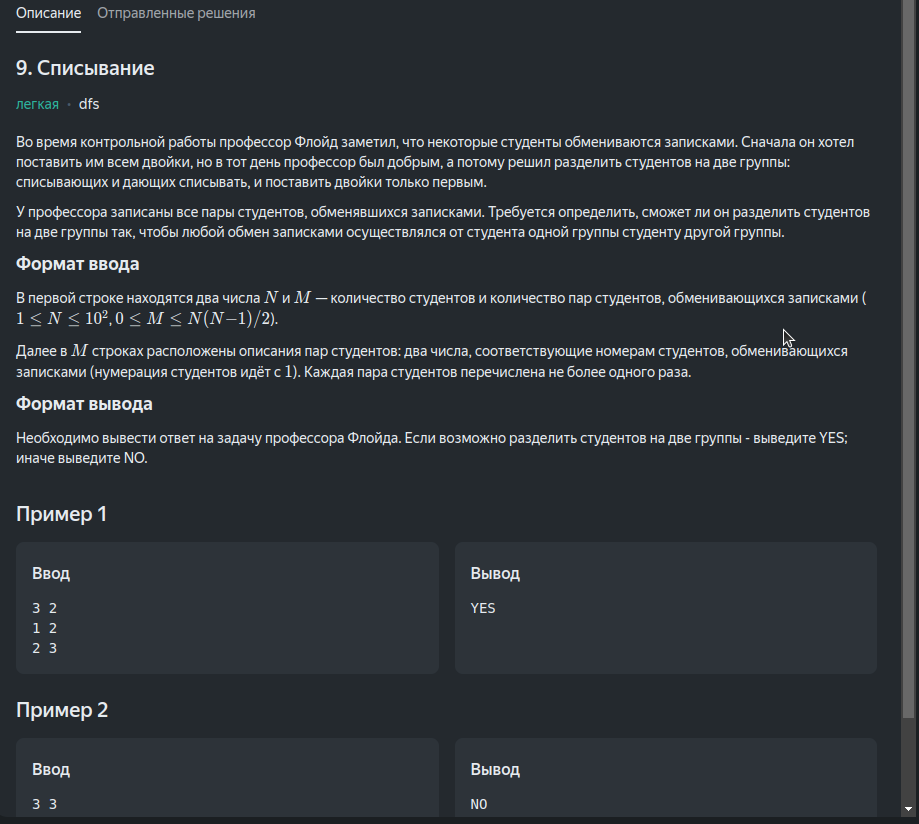 Описание Отправленные решения
9. Списывание
легкая • dfs
Во время контрольной работы профессор Флойд заметил, что некоторые студенты обмениваются записками. Сначала он хотел
поставить им всем двойки, но в тот день профессор был добрым, а потому решил разделить студентов на две группы:
списывающих и дающих списывать, и поставить двойки только первым.
У профессора записаны все пары студентов, обменявшихся записками. Требуется определить, сможет ли он разделить студентов
на две группы так, чтобы любой обмен записками осуществлялся от студента одной группы студенту другой группы.
Формат ввода
В первой строке находятся два числа N и M — количество студентов и количество пар студентов, обменивающихся записками (
1 ≤ N ≤ 10², 0 ≤ M ≤ N(N−1)/2).
Далее в M строках расположены описания пар студентов: два числа, соответствующие номерам студентов, обменивающихся
записками (нумерация студентов идёт с 1). Каждая пара студентов перечислена не более одного раза.
Формат вывода
Необходимо вывести ответ на задачу профессора Флойда. Если возможно разделить студентов на две группы - выведите YES;
иначе выведите NO.
Пример 1
Ввод Вывод
3 2 YES
1 2
2 3
Пример 2
Ввод Вывод
3 3 NO